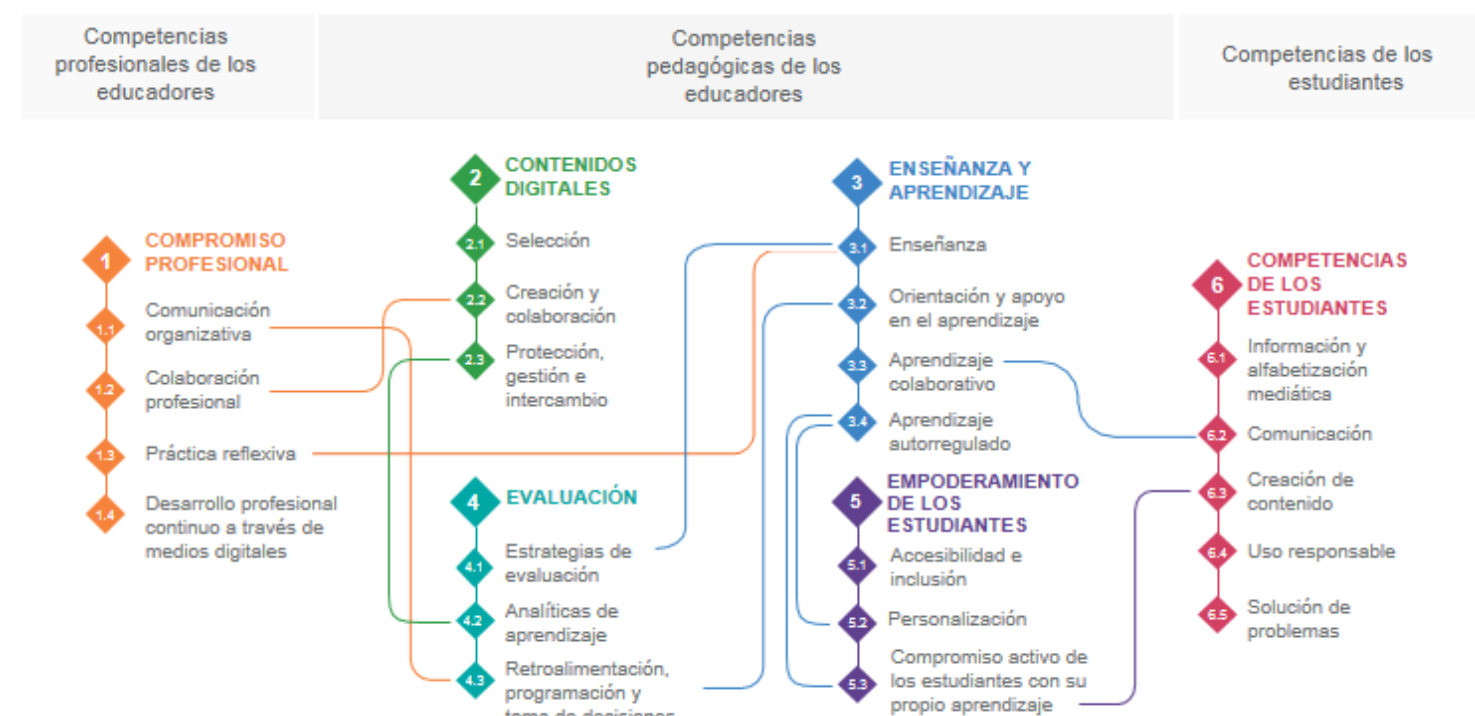 Competencias
profesionales de los
educadores
Competencias
pedagógicas de los
educadores
Competencias de los
estudiantes
1
COMPROMISO
PROFESIONAL
1.1
Comunicación
organizativa
1.2
Colaboración
profesional
1.3
Práctica reflexiva
1.4
Desarrollo profesional
continuo a través de
medios digitales
2
CONTENIDOS
DIGITALES
2.1
Selección
2.2
Creación y
colaboración
2.3
Protección,
gestión e
intercambio
3
ENSEÑANZA Y
APRENDIZAJE
3.1
Enseñanza
3.2
Orientación y apoyo
en el aprendizaje
3.3
Aprendizaje
colaborativo
3.4
Aprendizaje
autorregulado
4
EVALUACIÓN
4.1
Estrategias de
evaluación
4.2
Analíticas de
aprendizaje
4.3
Retroalimentación,
programación y
toma de decisiones
5
EMPODERAMIENTO
DE LOS
ESTUDIANTES
5.1
Accesibilidad e
inclusión
5.2
Personalización
5.3
Compromiso activo de
los estudiantes con su
propio aprendizaje
6
COMPETENCIAS
DE LOS
ESTUDIANTES
6.1
Información y
alfabetización
mediática
6.2
Comunicación
6.3
Creación de
contenido
6.4
Uso responsable
6.5
Solución de
problemas